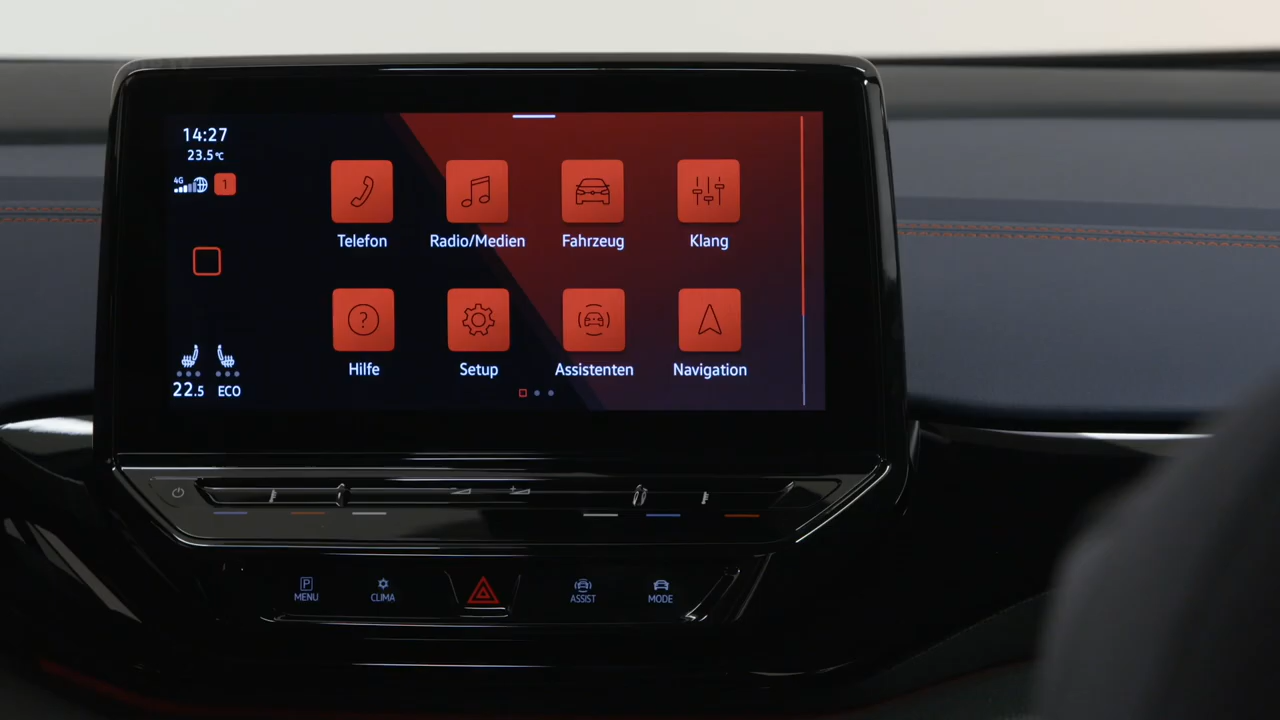 14:27
23.5°C
4G
1
Telefon
Radio/Medien
Fahrzeug
Klang
?
Hilfe
Setup
Assistenten
Navigation
22.5
ECO
P
MENU
CLIMA
ASSIST
MODE